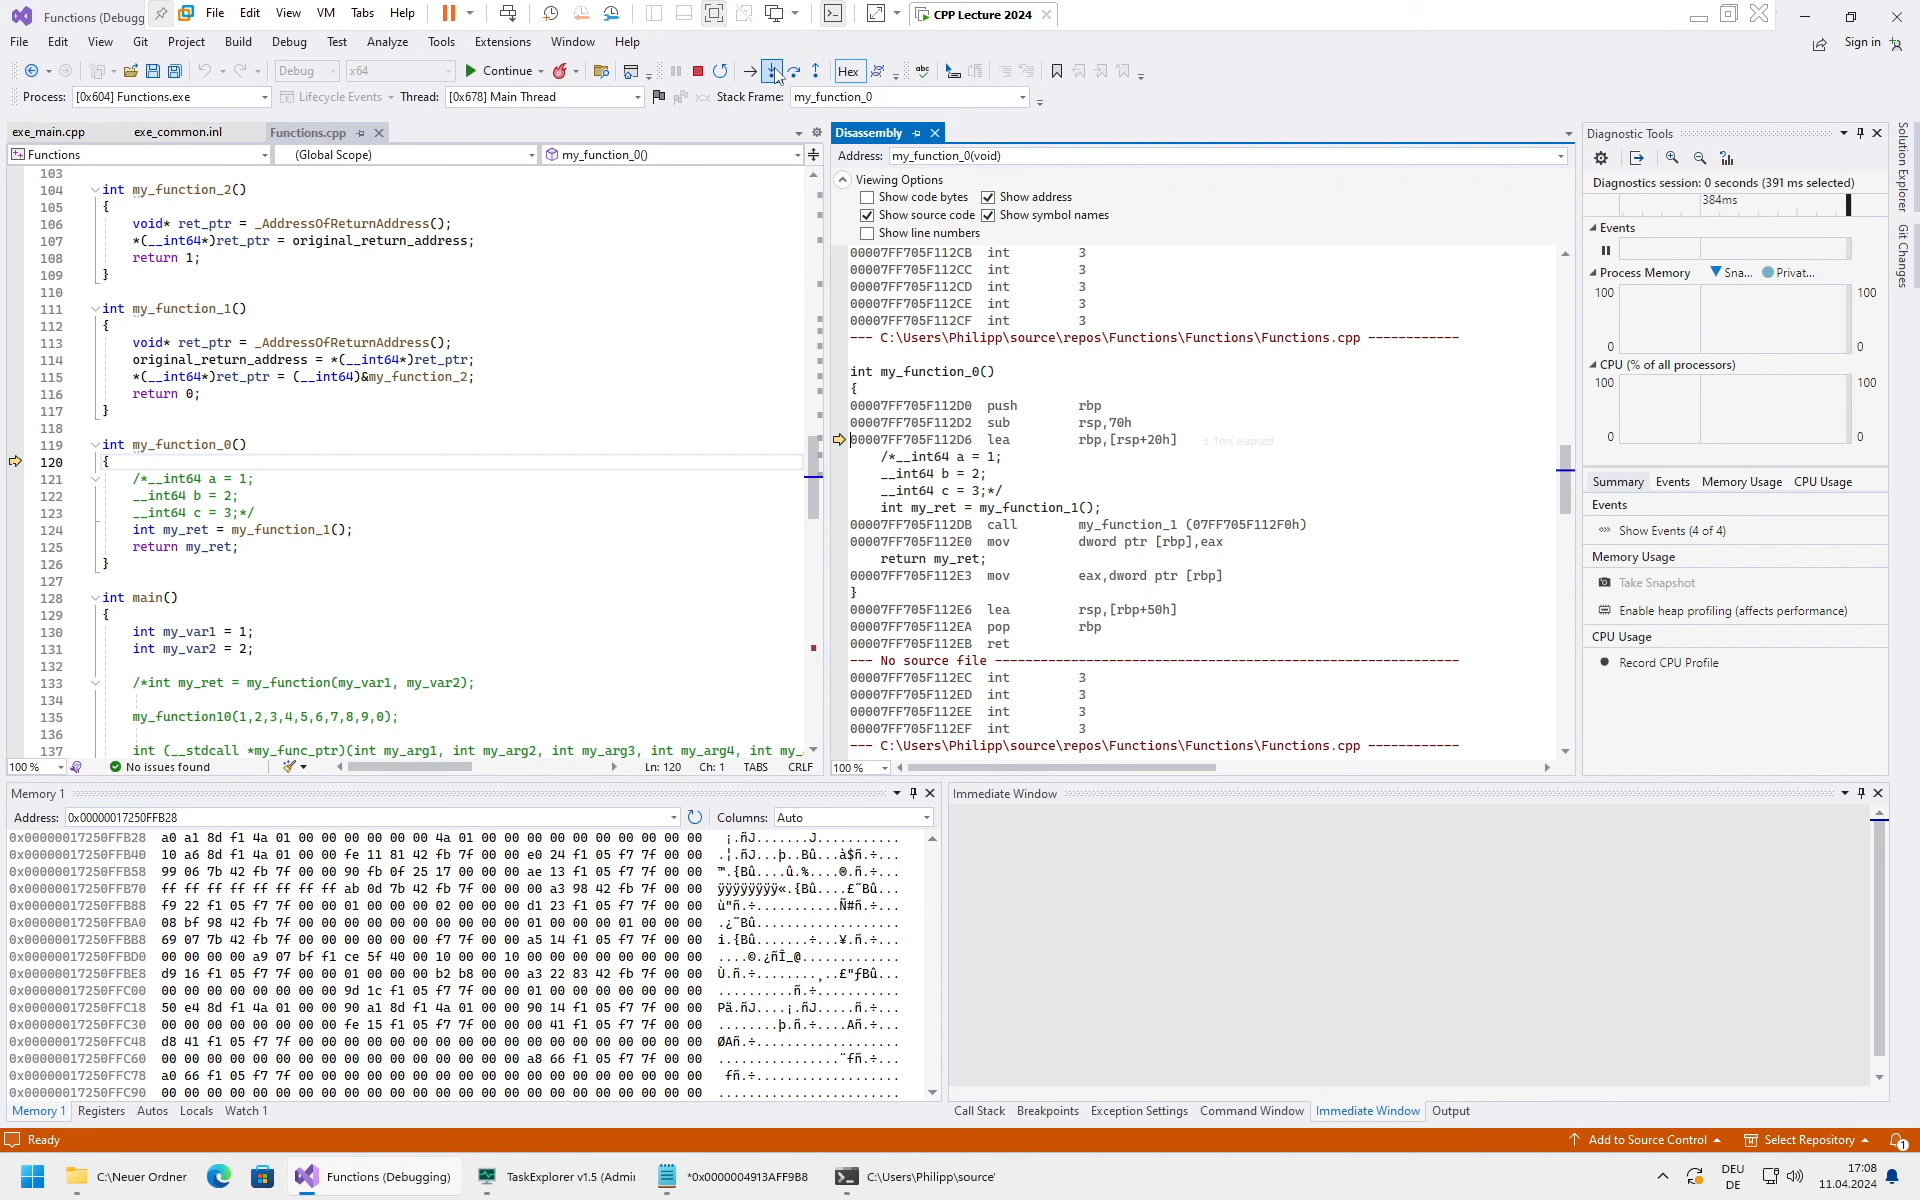 Functions (Debugg
File Edit View VM Tabs Help
CPP Lecture 2024
File Edit View Git Project Build Debug Test Analyze Tools Extensions Window Help
Sign in
Debug x64 Continue Hex
Process: [0x604] Functions.exe Lifecycle Events Thread: [0x678] Main Thread Stack Frame: my_function_0
exe_main.cpp exe_common.inl Functions.cpp
Functions (Global Scope) my_function_0()
103
104 int my_function_2()
105 {
106 void* ret_ptr = _AddressOfReturnAddress();
107 *(__int64*)ret_ptr = original_return_address;
108 return 1;
109 }
110
111 int my_function_1()
112 {
113 void* ret_ptr = _AddressOfReturnAddress();
114 original_return_address = *(__int64*)ret_ptr;
115 *(__int64*)ret_ptr = (__int64)&my_function_2;
116 return 0;
117 }
118
119 int my_function_0()
120 {
121 /*__int64 a = 1;
122 __int64 b = 2;
123 __int64 c = 3;*/
124 int my_ret = my_function_1();
125 return my_ret;
126 }
127
128 int main()
129 {
130 int my_var1 = 1;
131 int my_var2 = 2;
132
133 /*int my_ret = my_function(my_var1, my_var2);
134
135 my_function10(1,2,3,4,5,6,7,8,9,0);
136
137 int (__stdcall *my_func_ptr)(int my_arg1, int my_arg2, int my_arg3, int my_arg4, int my_
100 % No issues found Ln: 120 Ch: 1 TABS CRLF
Disassembly
Address: my_function_0(void)
Viewing Options
Show code bytes Show address
Show source code Show symbol names
Show line numbers
00007FF705F112CB int 3
00007FF705F112CC int 3
00007FF705F112CD int 3
00007FF705F112CE int 3
00007FF705F112CF int 3
--- C:\Users\Philipp\source\repos\Functions\Functions\Functions.cpp ------------
int my_function_0()
{
00007FF705F112D0 push rbp
00007FF705F112D2 sub rsp,70h
00007FF705F112D6 lea rbp,[rsp+20h] ≤ 1ms elapsed
/*__int64 a = 1;
__int64 b = 2;
__int64 c = 3;*/
int my_ret = my_function_1();
00007FF705F112DB call my_function_1 (07FF705F112F0h)
00007FF705F112E0 mov dword ptr [rbp],eax
return my_ret;
00007FF705F112E3 mov eax,dword ptr [rbp]
}
00007FF705F112E6 lea rsp,[rbp+50h]
00007FF705F112EA pop rbp
00007FF705F112EB ret
--- No source file -------------------------------------------------------------
00007FF705F112EC int 3
00007FF705F112ED int 3
00007FF705F112EE int 3
00007FF705F112EF int 3
--- C:\Users\Philipp\source\repos\Functions\Functions\Functions.cpp ------------
100 %
Diagnostic Tools
Diagnostics session: 0 seconds (391 ms selected)
384ms
Events
Process Memory Sna... Privat...
100 100
0 0
CPU (% of all processors)
100 100
0 0
Summary Events Memory Usage CPU Usage
Events
Show Events (4 of 4)
Memory Usage
Take Snapshot
Enable heap profiling (affects performance)
CPU Usage
Record CPU Profile
Solution Explorer
Git Changes
Memory 1
Address: 0x00000017250FFB28 Columns: Auto
0x00000017250FFB28 a0 a1 8d f1 4a 01 00 00 00 00 00 00 4a 01 00 00 00 00 00 00 00 00 00 00
0x00000017250FFB40 10 a6 8d f1 4a 01 00 00 fe 11 81 42 fb 7f 00 00 e0 24 f1 05 f7 7f 00 00
0x00000017250FFB58 99 06 7b 42 fb 7f 00 00 90 fb 0f 25 17 00 00 00 ae 13 f1 05 f7 7f 00 00
0x00000017250FFB70 ff ff ff ff ff ff ff ff ab 0d 7b 42 fb 7f 00 00 00 a3 98 42 fb 7f 00 00
0x00000017250FFB88 f9 22 f1 05 f7 7f 00 00 01 00 00 00 02 00 00 00 d1 23 f1 05 f7 7f 00 00
0x00000017250FFBA0 08 bf 98 42 fb 7f 00 00 00 00 00 00 00 00 00 00 01 00 00 00 01 00 00 00
0x00000017250FFBB8 69 07 7b 42 fb 7f 00 00 00 00 00 00 f7 7f 00 00 a5 14 f1 05 f7 7f 00 00
0x00000017250FFBD0 00 00 00 00 a9 07 bf f1 ce 5f 40 00 10 00 00 10 00 00 00 00 00 00 00 00
0x00000017250FFBE8 d9 16 f1 05 f7 7f 00 00 01 00 00 00 b2 b8 00 00 a3 22 83 42 fb 7f 00 00
0x00000017250FFC00 00 00 00 00 00 00 00 00 9d 1c f1 05 f7 7f 00 00 01 00 00 00 00 00 00 00
0x00000017250FFC18 50 e4 8d f1 4a 01 00 00 90 a1 8d f1 4a 01 00 00 90 14 f1 05 f7 7f 00 00
0x00000017250FFC30 00 00 00 00 00 00 00 00 fe 15 f1 05 f7 7f 00 00 00 41 f1 05 f7 7f 00 00
0x00000017250FFC48 d8 41 f1 05 f7 7f 00 00 00 00 00 00 00 00 00 00 00 00 00 00 00 00 00 00
0x00000017250FFC60 00 00 00 00 00 00 00 00 00 00 00 00 00 00 00 00 a8 66 f1 05 f7 7f 00 00
0x00000017250FFC78 a0 66 f1 05 f7 7f 00 00 00 00 00 00 00 00 00 00 00 00 00 00 00 00 00 00
0x00000017250FFC90 00 00 00 00 00 00 00 00 00 00 00 00 00 00 00 00 00 00 00 00 00 00 00 00
Memory 1 Registers Autos Locals Watch 1
Immediate Window
Call Stack Breakpoints Exception Settings Command Window Immediate Window Output
Ready Add to Source Control Select Repository 1
C:\Neuer Ordner Functions (Debugging) TaskExplorer v1.5 (Admir *0x0000004913AFF9B8 C:\Users\Philipp\source'
DEU
DE
17:08
11.04.2024